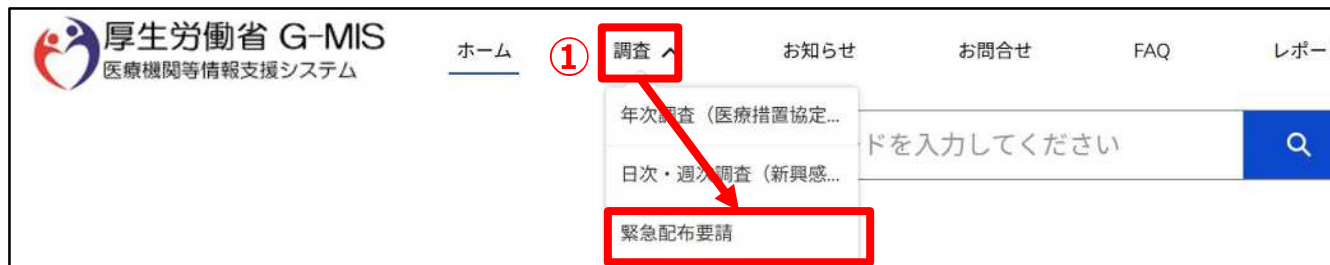 厚生労働省 G-MIS
医療機関等情報支援システム
ホーム
①
調査
お知らせ
お問合せ
FAQ
レポー
年次調査（医療措置協定...
ドを入力してください
日次・週次調査（新興感...
緊急配布要請